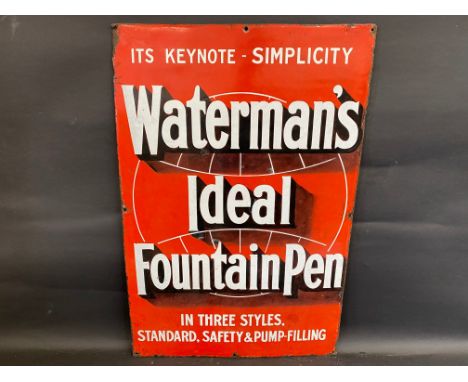 ITS KEYNOTE - SIMPLICITY
Waterman's
Ideal
Fountain Pen
IN THREE STYLES.
STANDARD, SAFETY & PUMP-FILLING